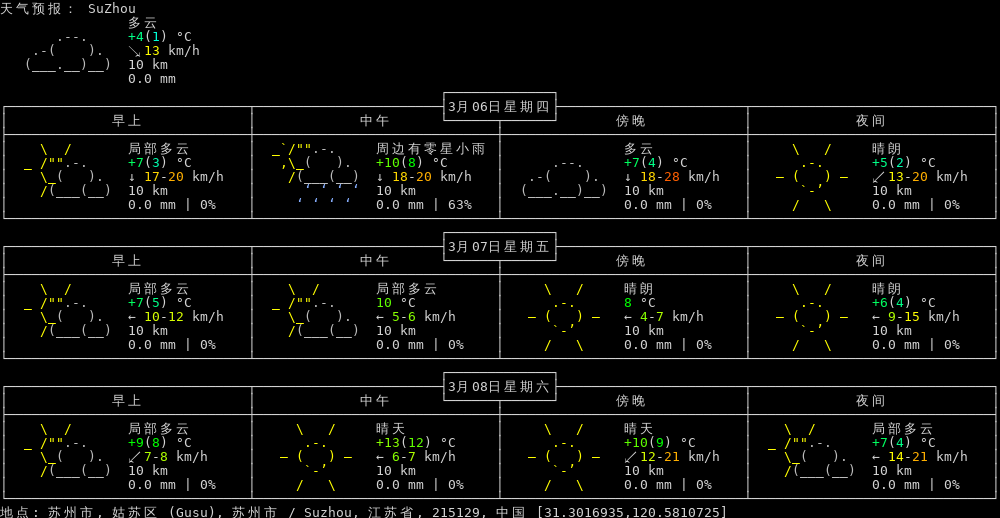 天气预报： SuZhou
多云
+4(1) °C
↘13 km/h
10 km
0.0 mm
3月06日星期四
早上 中午 傍晚 夜间
局部多云 周边有零星小雨 多云 晴朗
+7(3) °C +10(8) °C +7(4) °C +5(2) °C
↓ 17-20 km/h ↓ 18-20 km/h ↓ 18-28 km/h ↙13-20 km/h
10 km 10 km 10 km 10 km
0.0 mm | 0% 0.0 mm | 63% 0.0 mm | 0% 0.0 mm | 0%
3月07日星期五
早上 中午 傍晚 夜间
局部多云 局部多云 晴朗 晴朗
+7(5) °C 10 °C 8 °C +6(4) °C
← 10-12 km/h ← 5-6 km/h ← 4-7 km/h ← 9-15 km/h
10 km 10 km 10 km 10 km
0.0 mm | 0% 0.0 mm | 0% 0.0 mm | 0% 0.0 mm | 0%
3月08日星期六
早上 中午 傍晚 夜间
局部多云 晴天 晴天 局部多云
+9(8) °C +13(12) °C +10(9) °C +7(4) °C
↙7-8 km/h ← 6-7 km/h ↙12-21 km/h ← 14-21 km/h
10 km 10 km 10 km 10 km
0.0 mm | 0% 0.0 mm | 0% 0.0 mm | 0% 0.0 mm | 0%
地点: 苏州市, 姑苏区 (Gusu), 苏州市 / Suzhou, 江苏省, 215129, 中国 [31.3016935,120.5810725]